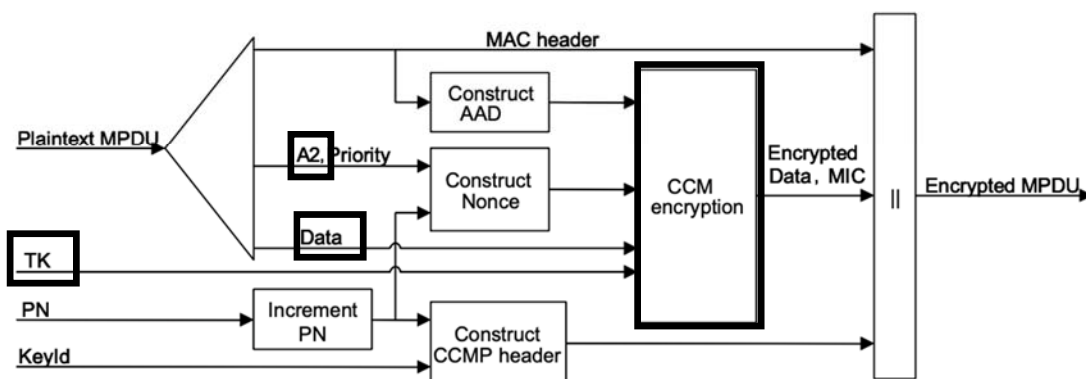 MAC header
Construct
AAD
Plaintext MPDU
A2, Priority
Construct
Nonce
CCM
encryption
Encrypted
Data, MIC
||
Encrypted MPDU
Data
TK
PN
Increment
PN
Construct
CCMP header
KeyId